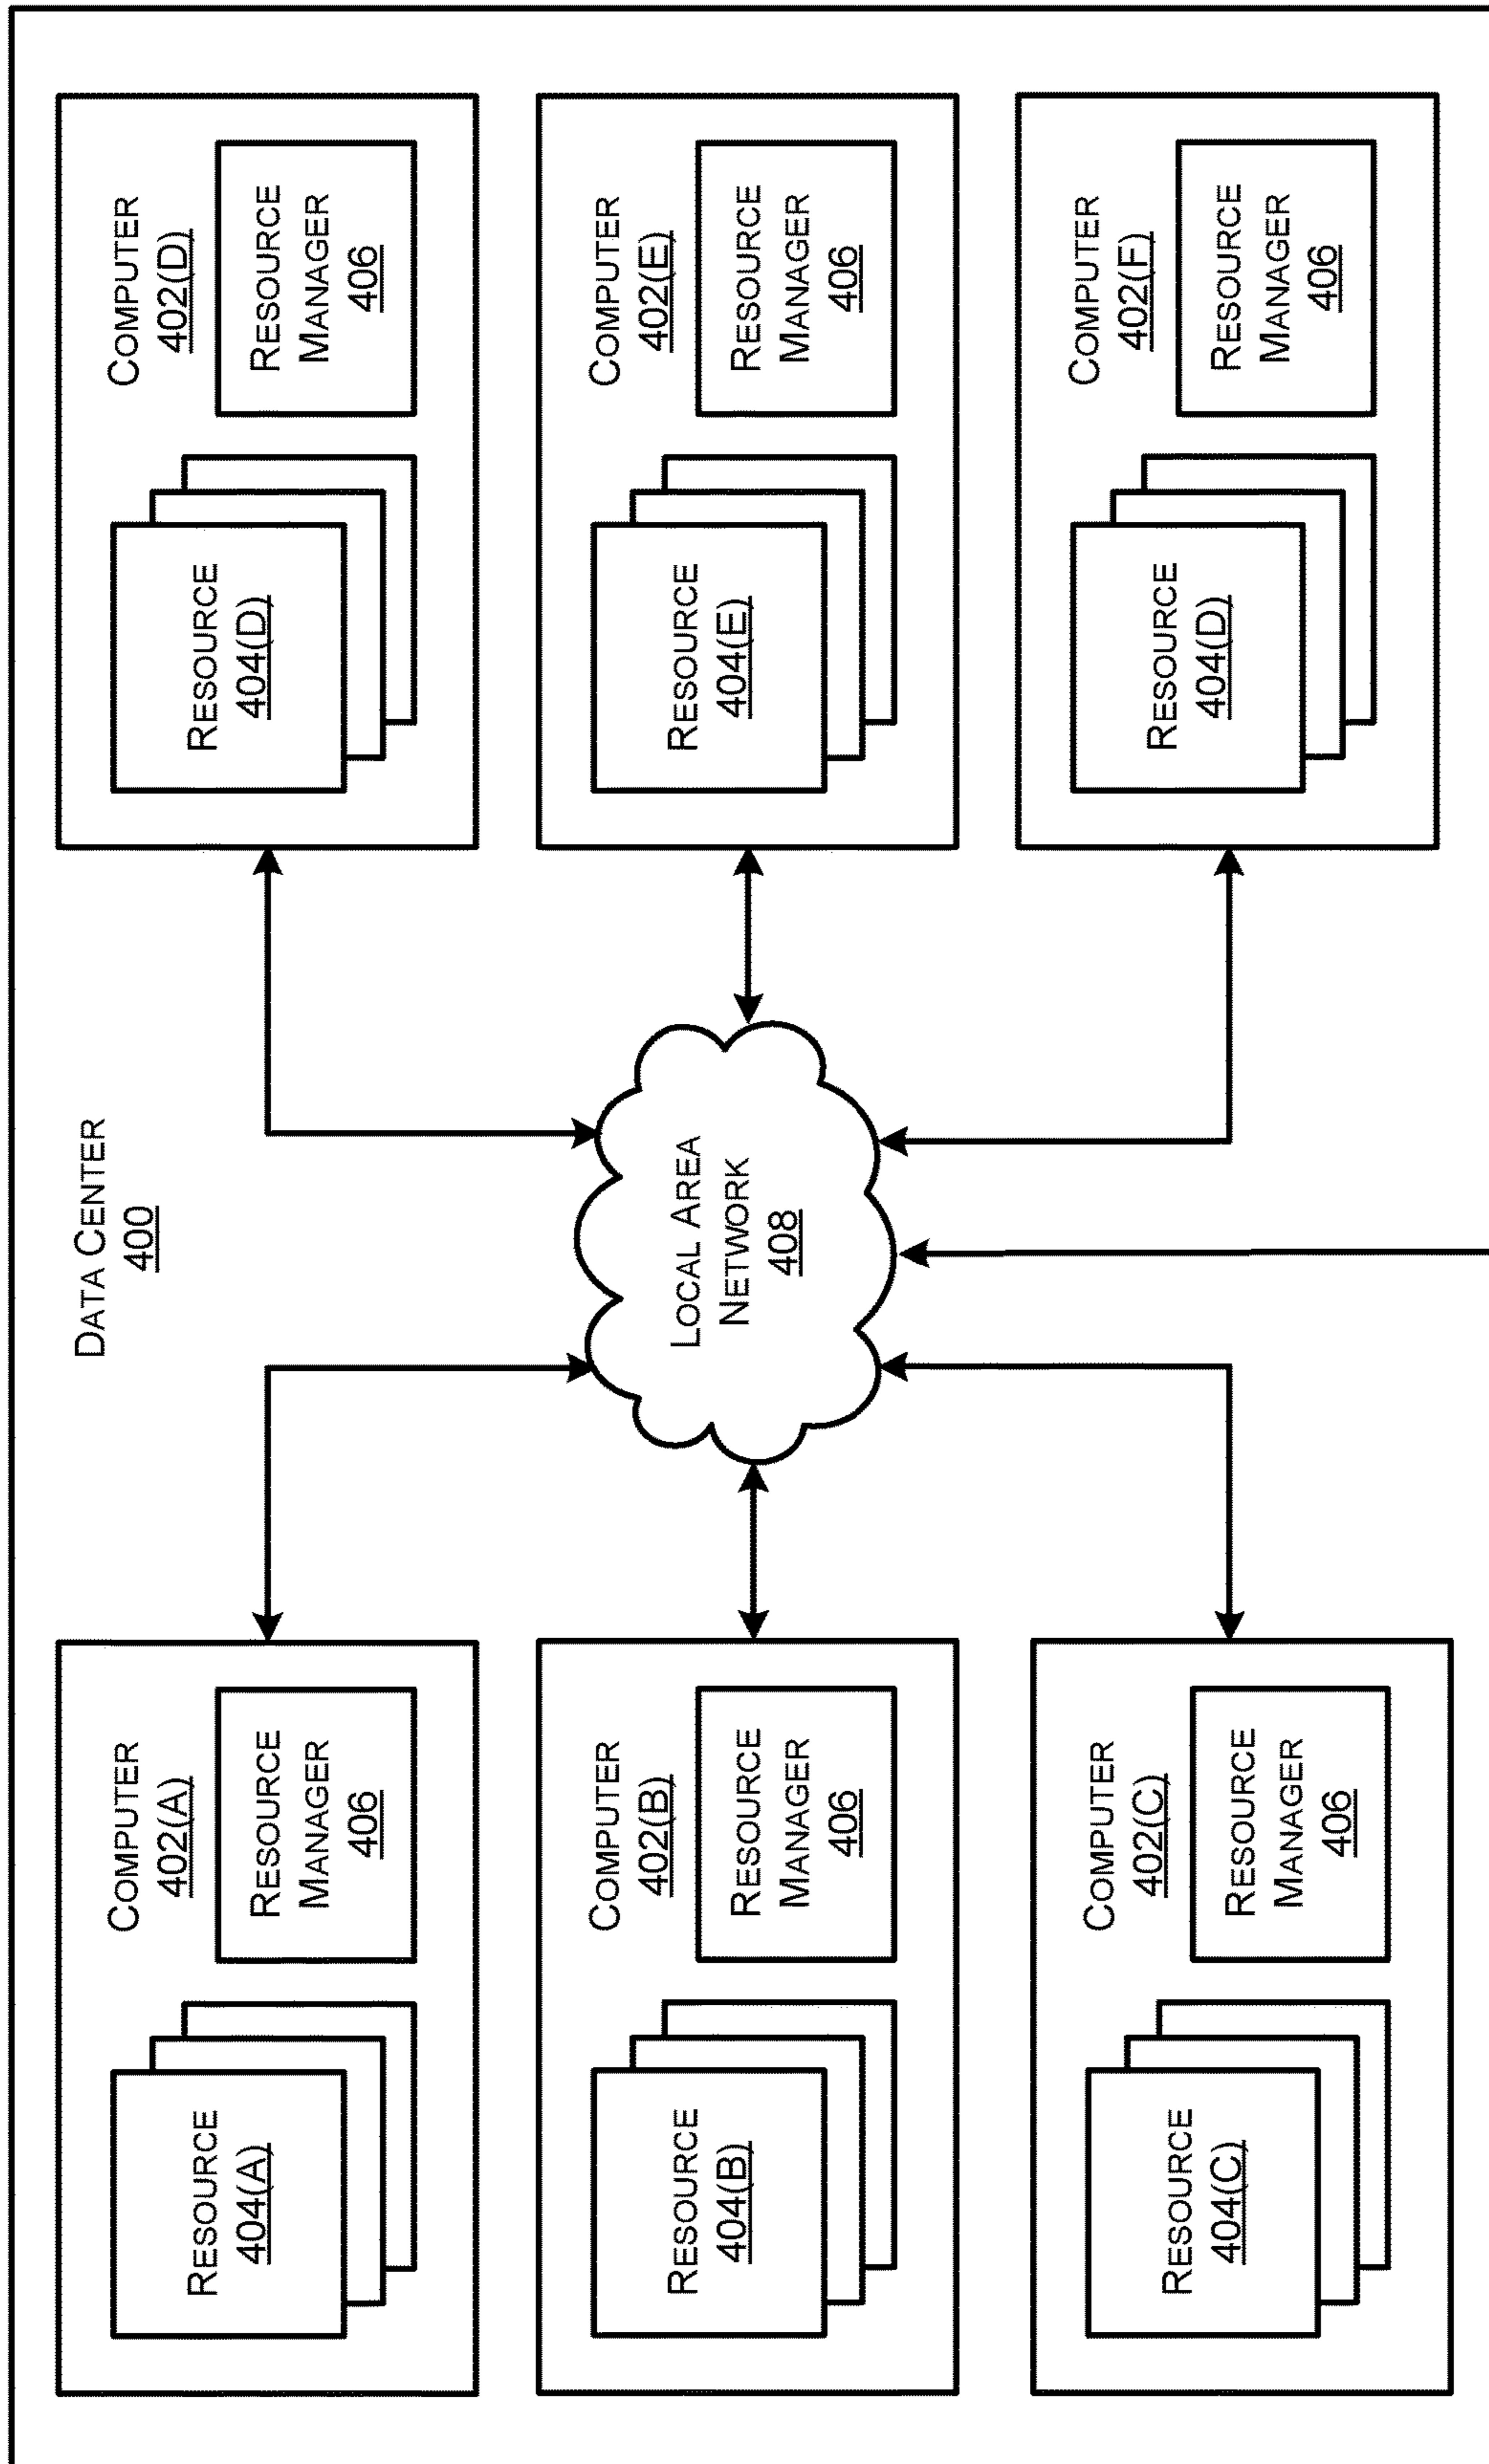 DATA CENTER
400
COMPUTER
402(A)
RESOURCE
404(A)
RESOURCE
MANAGER
406
COMPUTER
402(D)
RESOURCE
404(D)
RESOURCE
MANAGER
406
COMPUTER
402(B)
RESOURCE
404(B)
RESOURCE
MANAGER
406
LOCAL AREA
NETWORK
408
COMPUTER
402(E)
RESOURCE
404(E)
RESOURCE
MANAGER
406
COMPUTER
402(C)
RESOURCE
404(C)
RESOURCE
MANAGER
406
COMPUTER
402(F)
RESOURCE
404(D)
RESOURCE
MANAGER
406